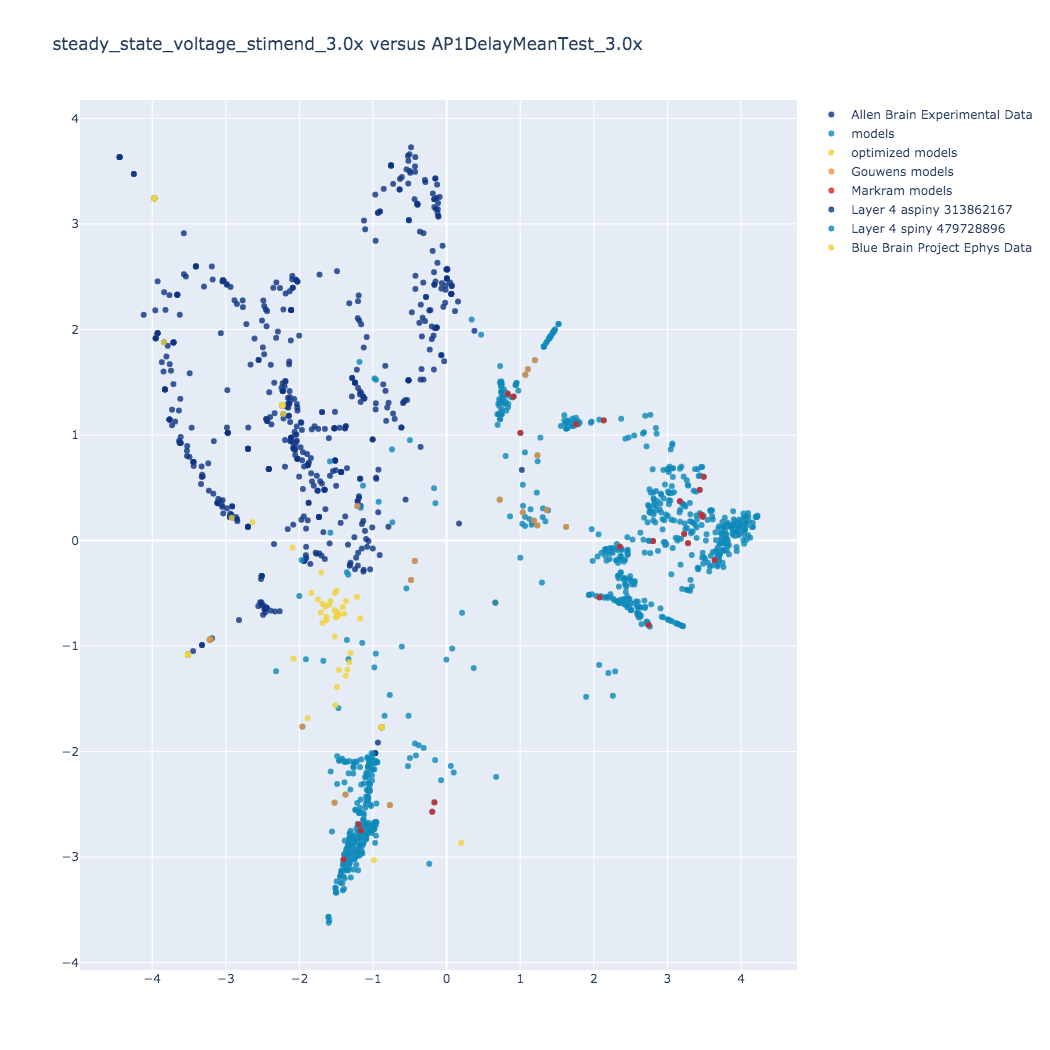 steady_state_voltage_stimend_3.0x versus AP1DelayMeanTest_3.0x
Allen Brain Experimental Data
models
optimized models
Gouwens models
Markram models
Layer 4 aspiny 313862167
Layer 4 spiny 479728896
Blue Brain Project Ephys Data
4
3
2
1
0
−1
−2
−3
−4
−4 −3 −2 −1 0 1 2 3 4